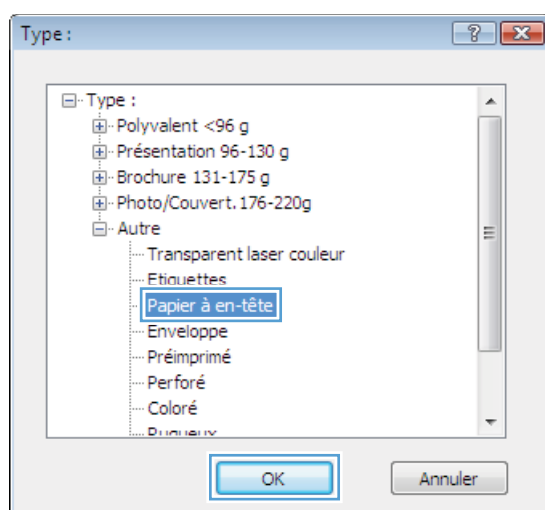 Type :
Type :
Polyvalent <96 g
Présentation 96-130 g
Brochure 131-175 g
Photo/Couvert. 176-220g
Autre
Transparent laser couleur
Etiquettes
Papier à en-tête
Enveloppe
Préimprimé
Perforé
Coloré
Rugueux
OK Annuler